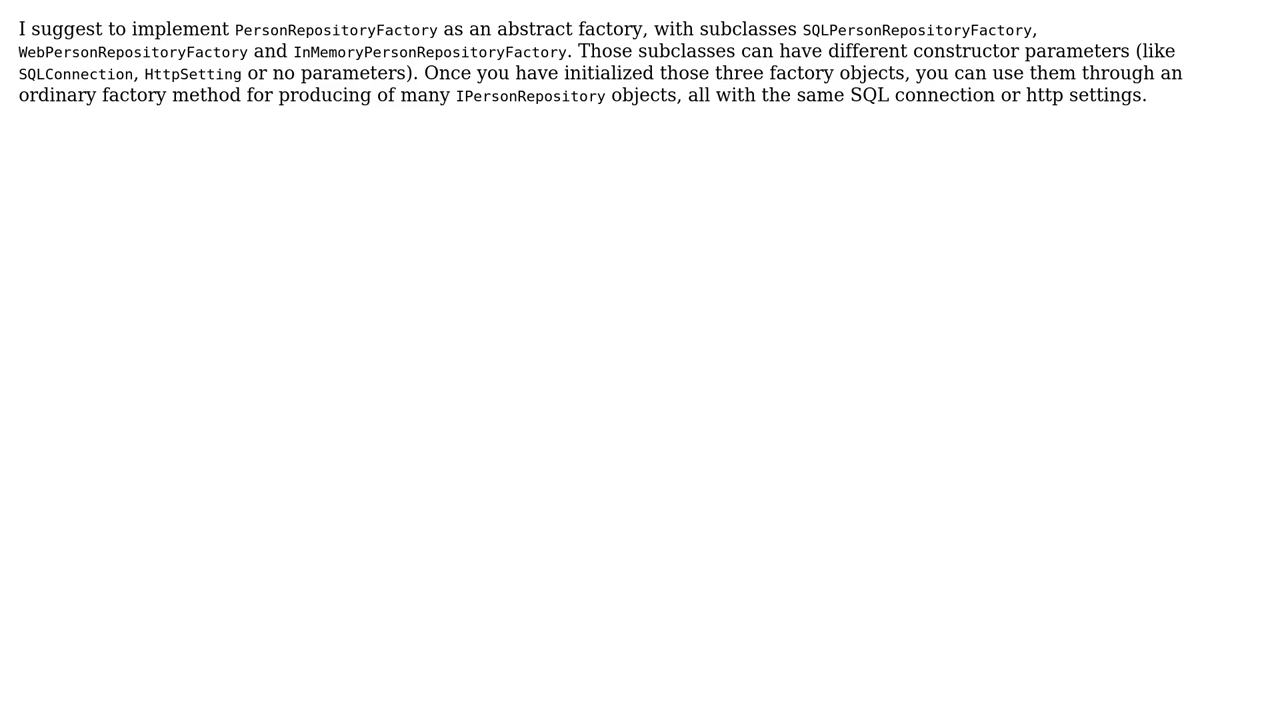 I suggest to implement PersonRepositoryFactory as an abstract factory, with subclasses SQLPersonRepositoryFactory,
WebPersonRepositoryFactory and InMemoryPersonRepositoryFactory. Those subclasses can have different constructor parameters (like
SQLConnection, HttpSetting or no parameters). Once you have initialized those three factory objects, you can use them through an
ordinary factory method for producing of many IPersonRepository objects, all with the same SQL connection or http settings.